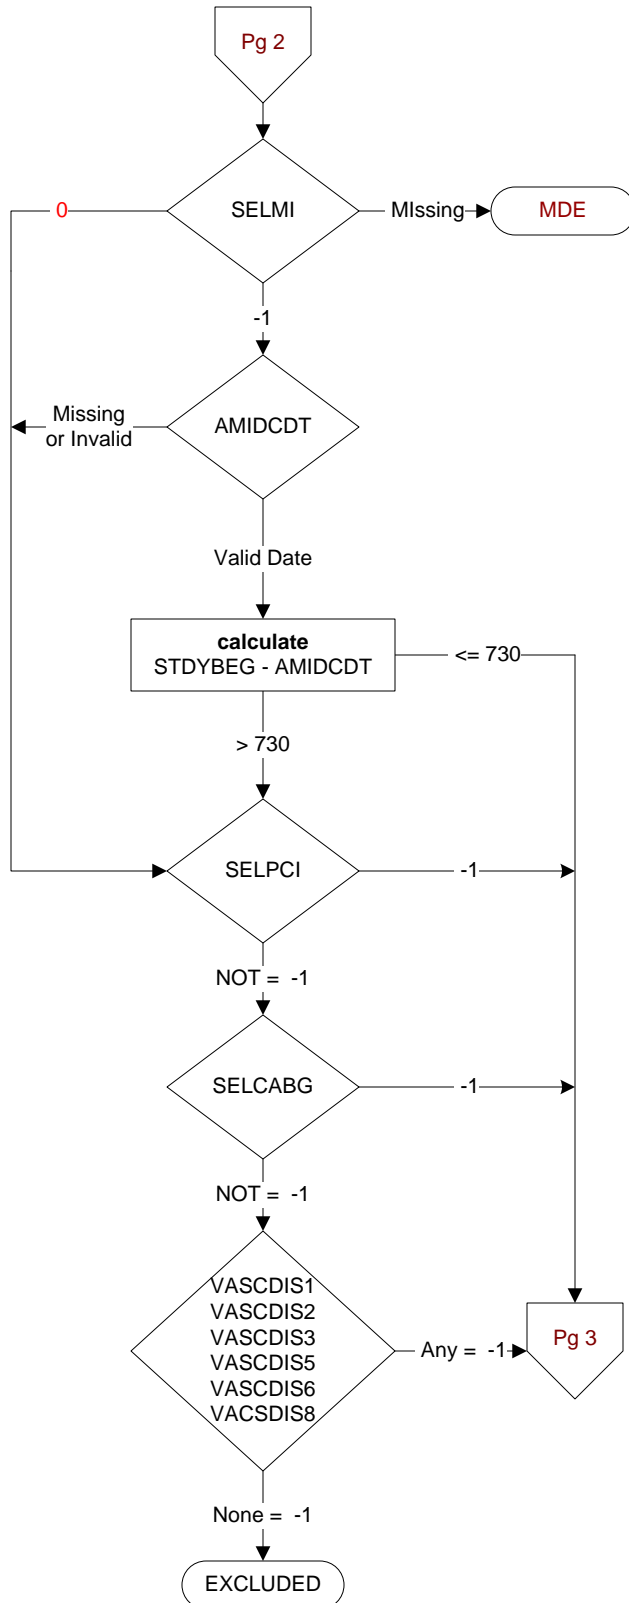 Pg 2
0
SELMI
MIssing
MDE
-1
Missing
or Invalid
AMIDCDT
Valid Date
calculate
STDYBEG - AMIDCDT
<= 730
> 730
SELPCI
-1
NOT = -1
SELCABG
-1
NOT = -1
VASCDIS1
VASCDIS2
VASCDIS3
VASCDIS5
VASCDIS6
VACSDIS8
Any = -1
Pg 3
None = -1
EXCLUDED